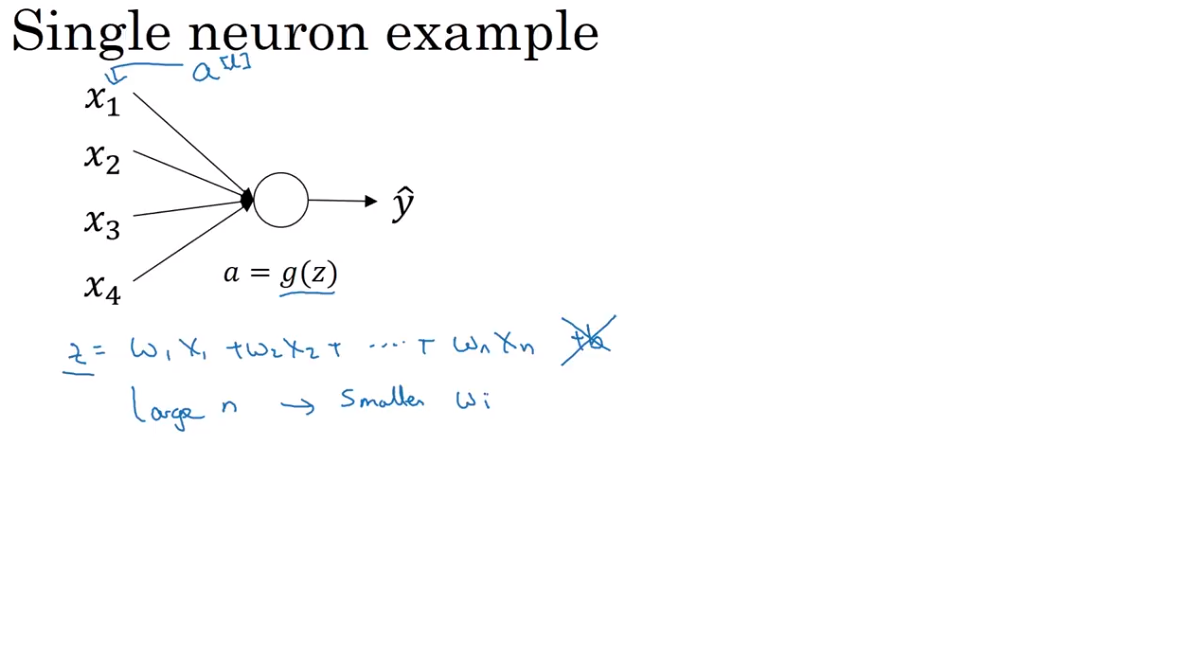 Single neuron example
a^[l]
x₁
x₂
x₃
x₄
ŷ
a = g(z)
z = w₁x₁ + w₂x₂ + .... + wₙxₙ +b
Large n → Smaller wᵢ